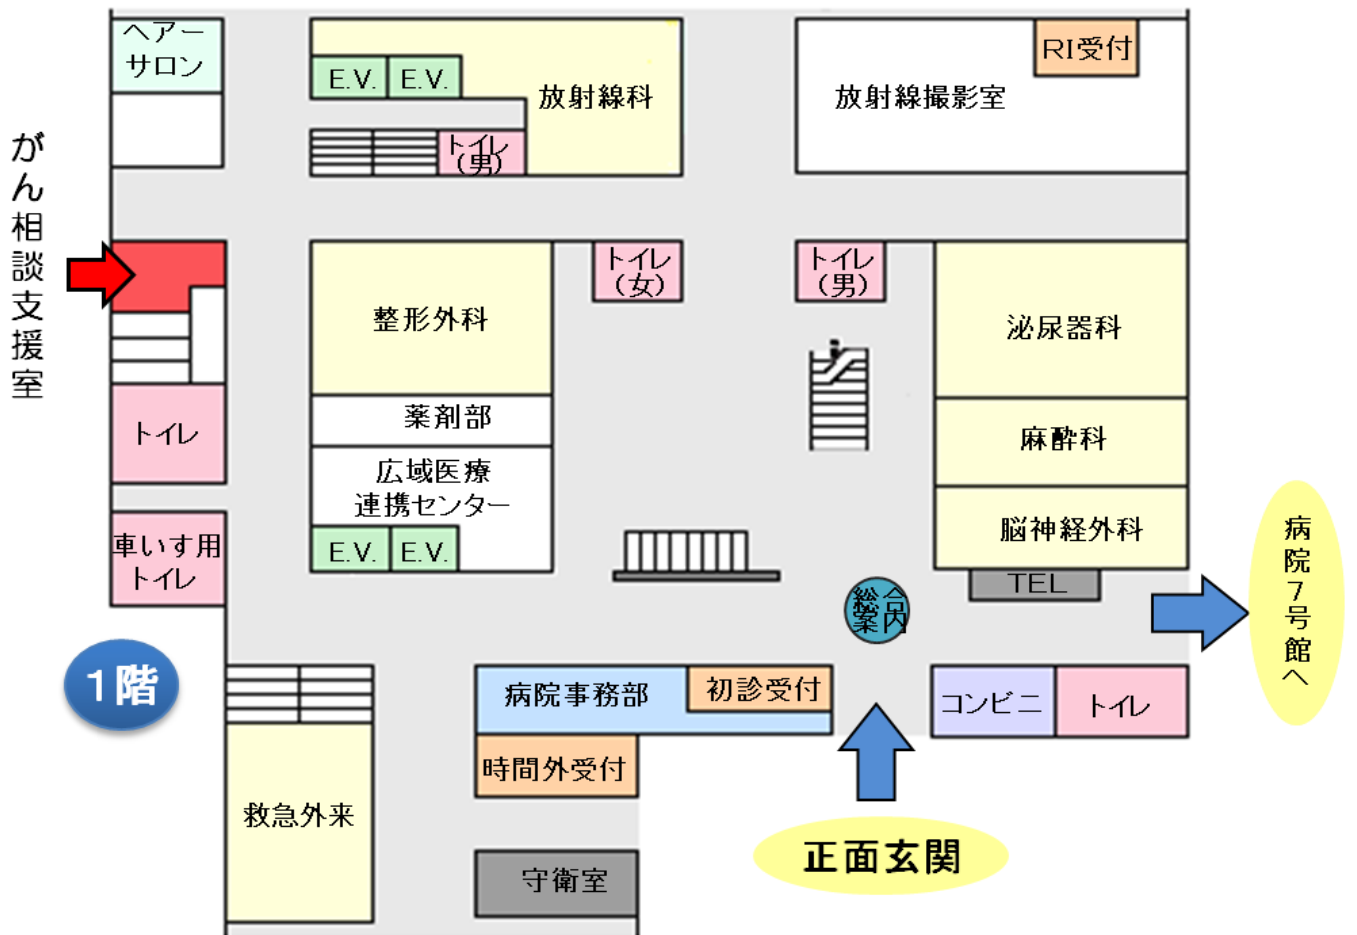 ヘアー
サロン
E.V.
E.V.
放射線科
トイレ
(男)
RI受付
放射線撮影室
がん相談支援室
整形外科
トイレ
(女)
トイレ
(男)
泌尿器科
薬剤部
麻酔科
トイレ
広域医療
連携センター
E.V.
E.V.
脳神経外科
車いす用
トイレ
TEL
総合
案内
病院7号館へ
1階
病院事務部
初診受付
コンビニ
トイレ
時間外受付
救急外来
正面玄関
守衛室